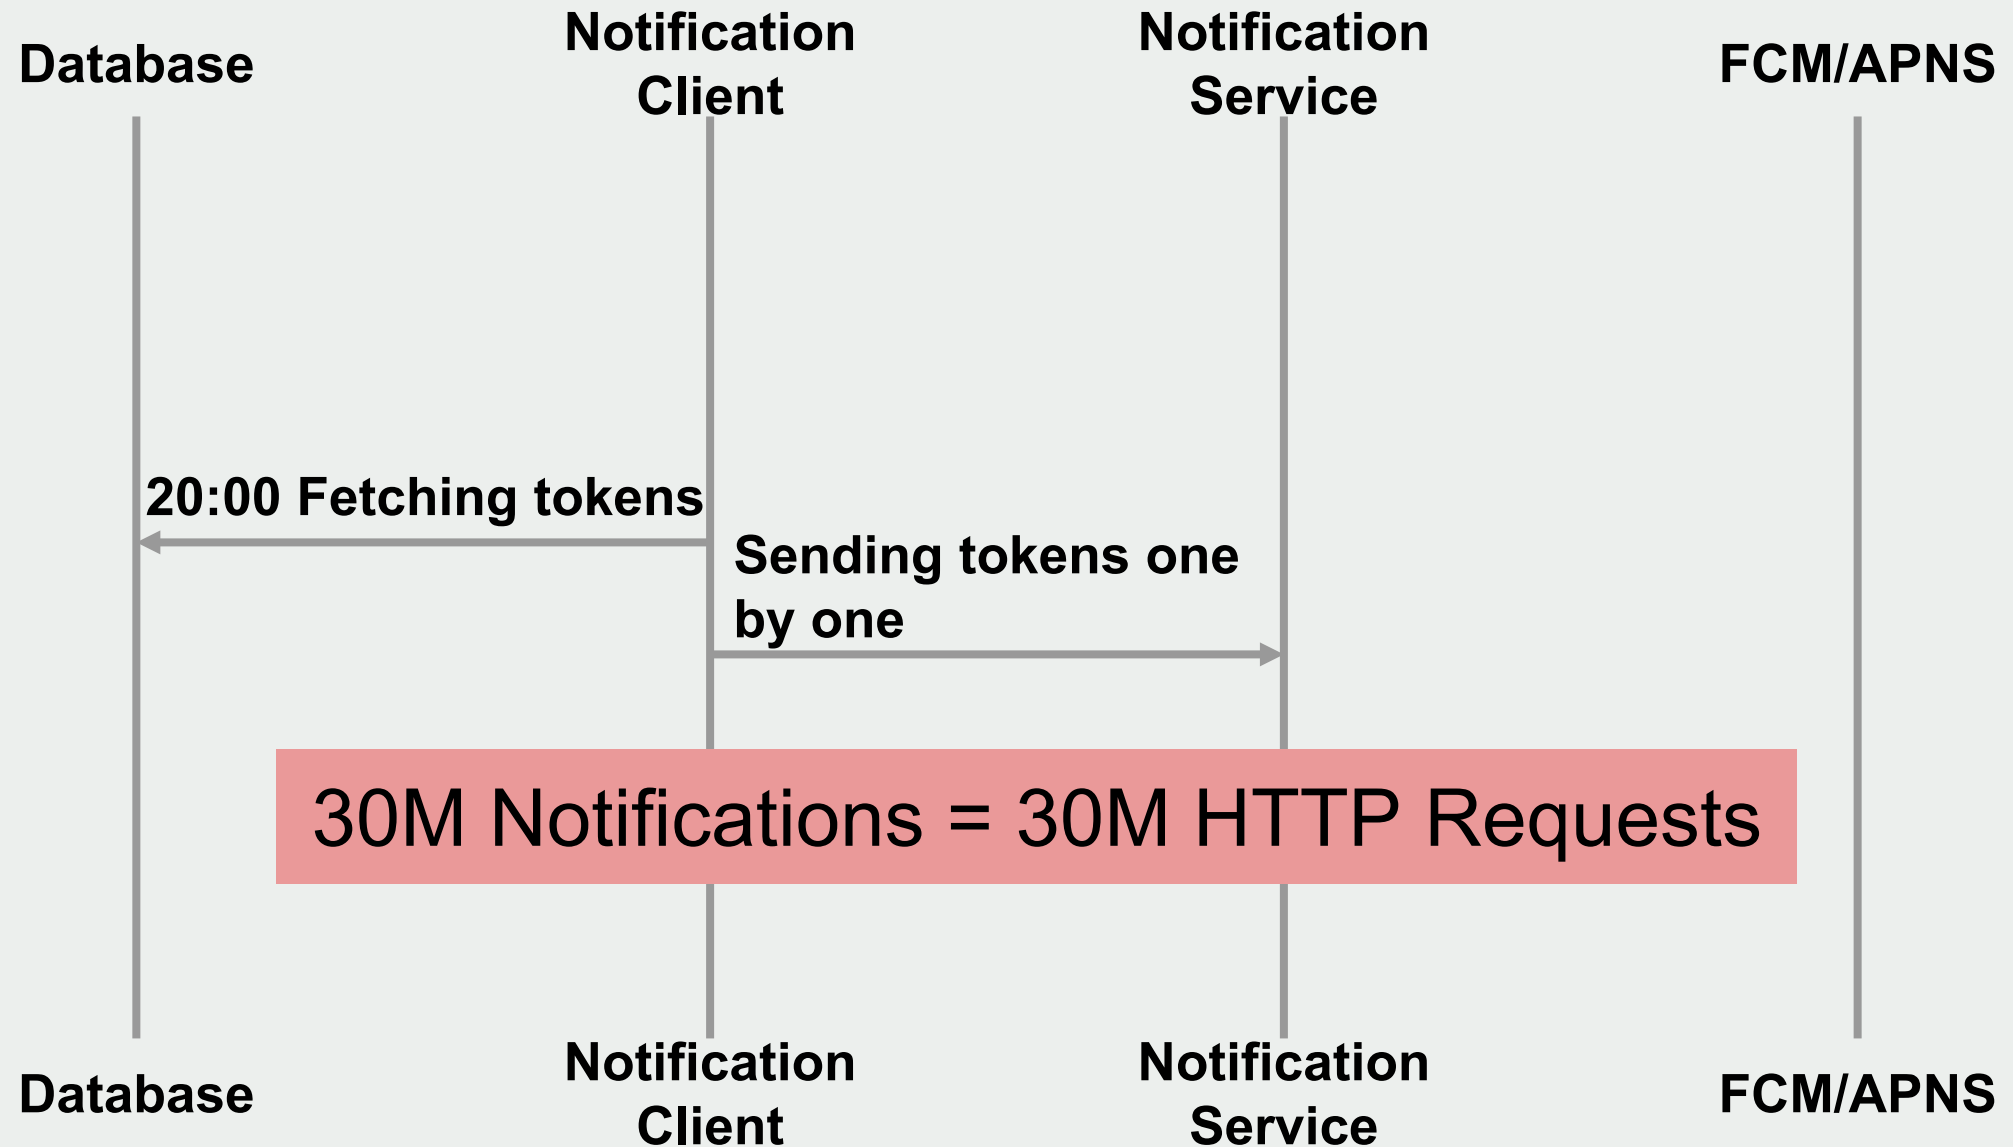 Database
Notification
Client
Notification
Service
FCM/APNS
20:00 Fetching tokens
Sending tokens one
by one
30M Notifications = 30M HTTP Requests
Database
Notification
Client
Notification
Service
FCM/APNS